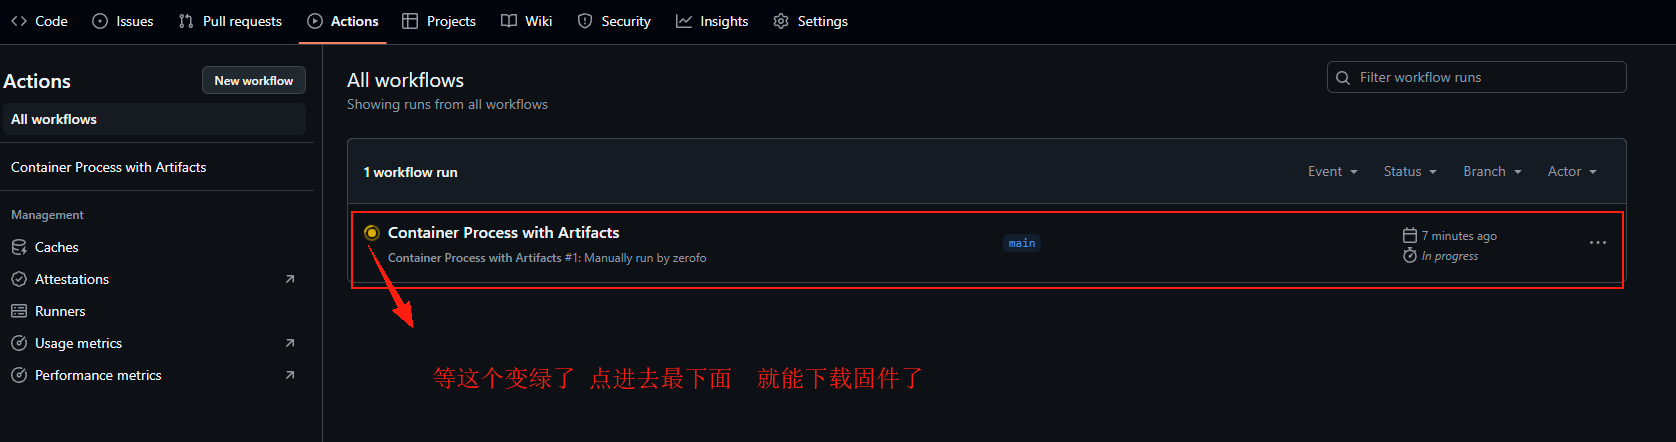 Code Issues Pull requests Actions Projects Wiki Security Insights Settings
Actions New workflow
All workflows
Container Process with Artifacts
Management
Caches
Attestations
Runners
Usage metrics
Performance metrics
All workflows
Showing runs from all workflows
Filter workflow runs
1 workflow run Event Status Branch Actor
Container Process with Artifacts
Container Process with Artifacts #1: Manually run by zerofo
main
7 minutes ago
In progress
等这个变绿了 点进去最下面 就能下载固件了